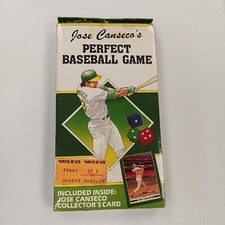 Jose Canseco's
PERFECT
BASEBALL GAME
INCLUDED INSIDE:
JOSE CANSECO
COLLECTOR'S CARD